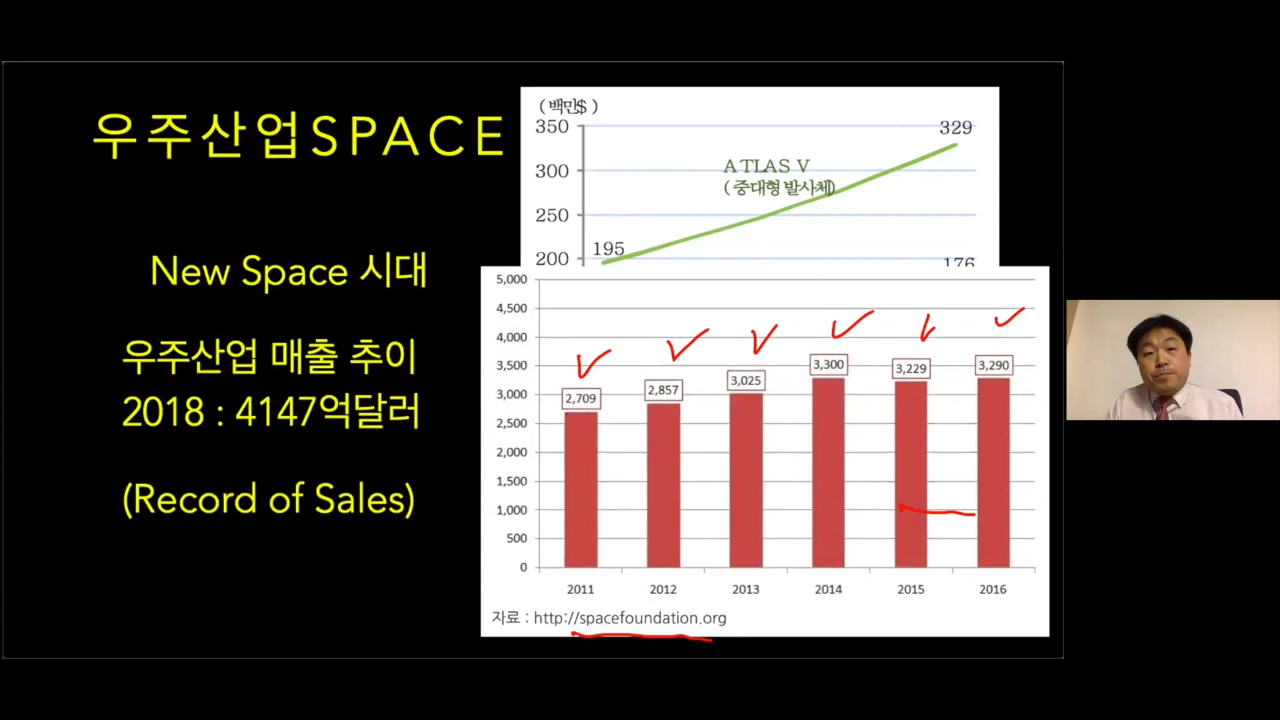 우주산업SPACE
New Space 시대
우주산업 매출 추이
2018 : 4147억달러
(Record of Sales)
(백만$)
350
329
300
ATLAS V
(중대형 발사체)
250
195
200
176
5,000
4,500
4,000
3,500
3,000
2,500
2,000
1,500
1,000
500
0
2,709
2,857
3,025
3,300
3,229
3,290
2011 2012 2013 2014 2015 2016
자료 : http://spacefoundation.org